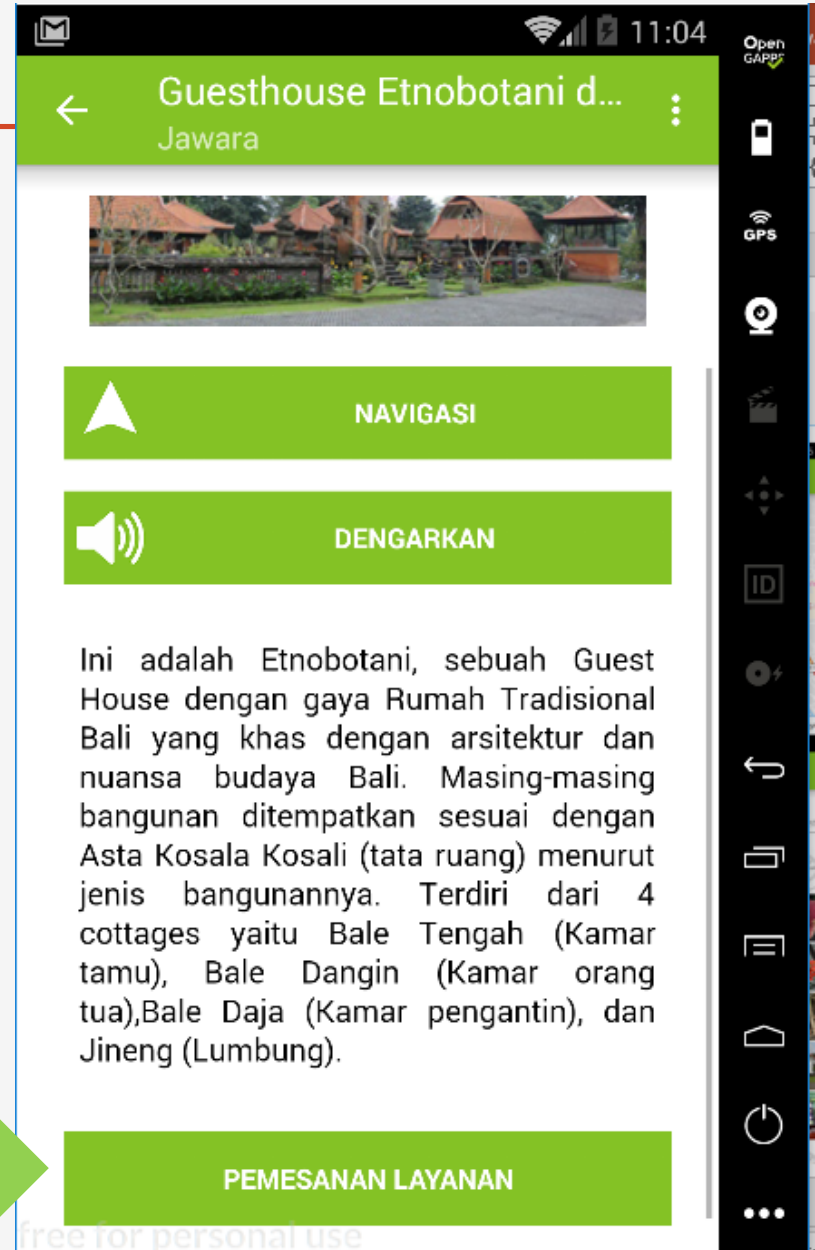 11:04
Open
GAPPS
Guesthouse Etnobotani d...
Jawara
GPS
NAVIGASI
DENGARKAN
ID
Ini adalah Etnobotani, sebuah Guest
House dengan gaya Rumah Tradisional
Bali yang khas dengan arsitektur dan
nuansa budaya Bali. Masing-masing
bangunan ditempatkan sesuai dengan
Asta Kosala Kosali (tata ruang) menurut
jenis bangunannya. Terdiri dari 4
cottages yaitu Bale Tengah (Kamar
tamu), Bale Dangin (Kamar orang
tua),Bale Daja (Kamar pengantin), dan
Jineng (Lumbung).
PEMESANAN LAYANAN
free for personal use